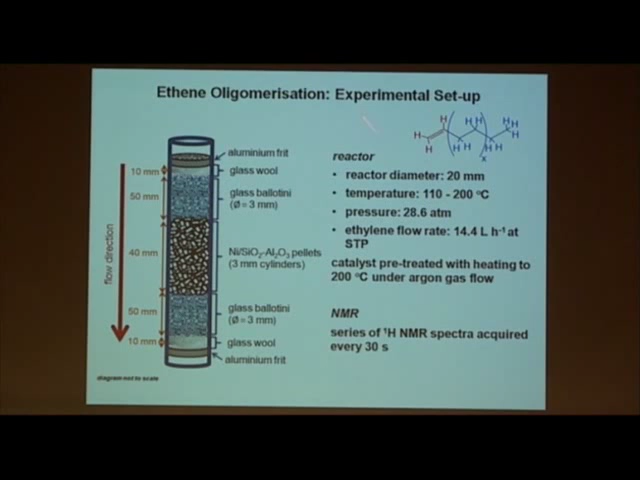 Ethene Oligomerisation: Experimental Set-up
aluminium frit
glass wool
glass ballotini
(Ø = 3 mm)
Ni/SiO2-Al2O3 pellets
(3 mm cylinders)
glass ballotini
(Ø = 3 mm)
glass wool
aluminium frit
10 mm
50 mm
40 mm
50 mm
10 mm
flow direction
diagram not to scale
H
H
H
H H
H H
H
H
H
H
H
x
reactor
• reactor diameter: 20 mm
• temperature: 110 - 200 °C
• pressure: 28.6 atm
• ethylene flow rate: 14.4 L h-1 at
STP
catalyst pre-treated with heating to
200 °C under argon gas flow
NMR
series of 1H NMR spectra acquired
every 30 s